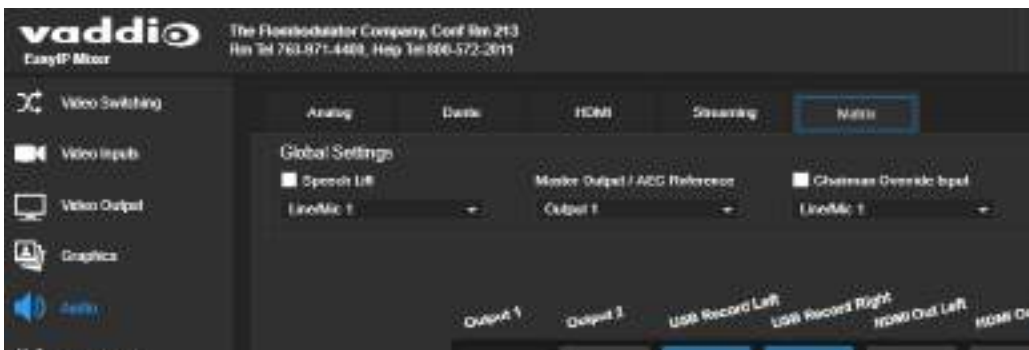 vaddio
EasyIP Mixer
The Flombodulator Company, Conf Rm 213
Rm Tel 763-971-4400, Help Tel 800-572-2011
Video Switching
Video Inputs
Video Output
Graphics
Audio
Analog
Dante
HDMI
Streaming
Matrix
Global Settings
Speech Lift
Master Output / AEC Reference
Chairman Override Input
Line/Mic 1
Output 1
Line/Mic 1
Output 1
Output 2
USB Record Left
USB Record Right
HDMI Out Left
HDMI